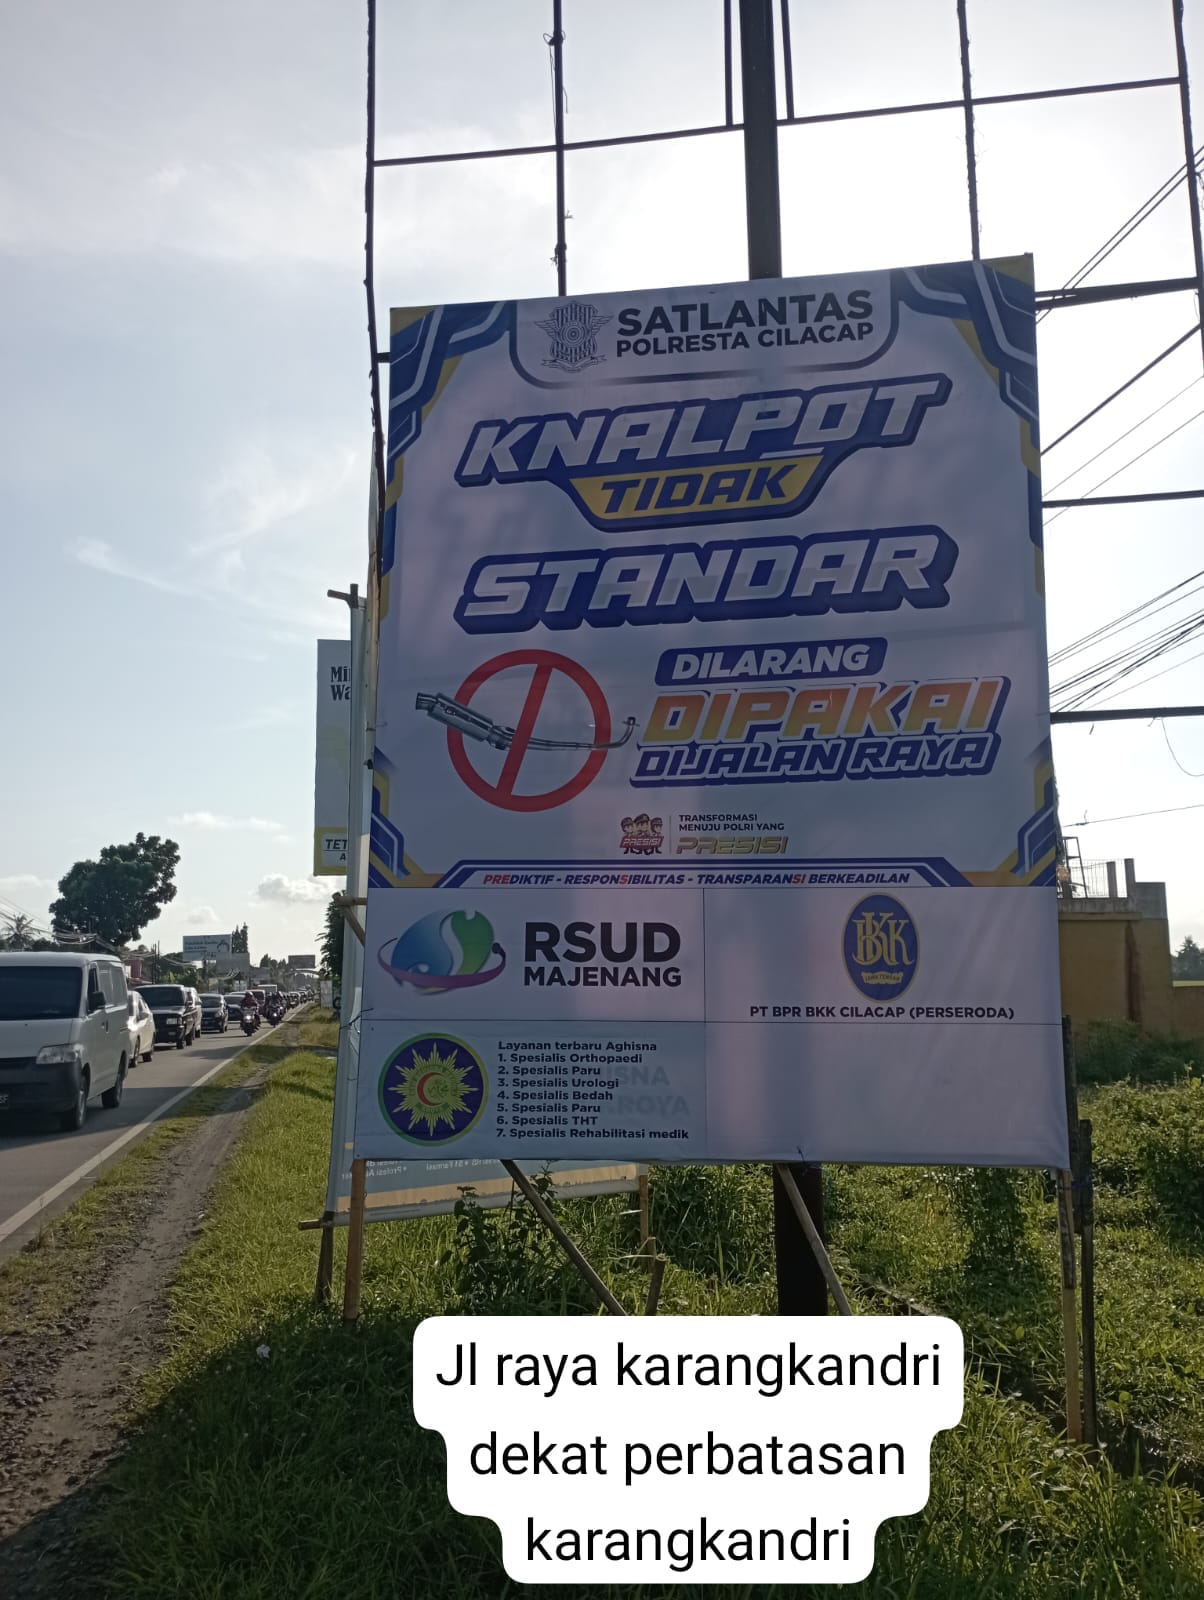 SATLANTAS
POLRESTA CILACAP
KNALPOT
TIDAK
STANDAR
DILARANG
DIPAKAI
DIJALAN RAYA
PRESISI
TRANSFORMASI
MENUJU POLRI YANG
PRESISI
PREDIKTIF - RESPONSIBILITAS - TRANSPARANSI BERKEADILAN
RSUD
MAJENANG
BKK
JAWA TENGAH
PT BPR BKK CILACAP (PERSERODA)
Layanan terbaru Aghisna
1. Spesialis Orthopaedi
2. Spesialis Paru
3. Spesialis Urologi
4. Spesialis Bedah
5. Spesialis Paru
6. Spesialis THT
7. Spesialis Rehabilitasi medik
Jl raya karangkandri
dekat perbatasan
karangkandri